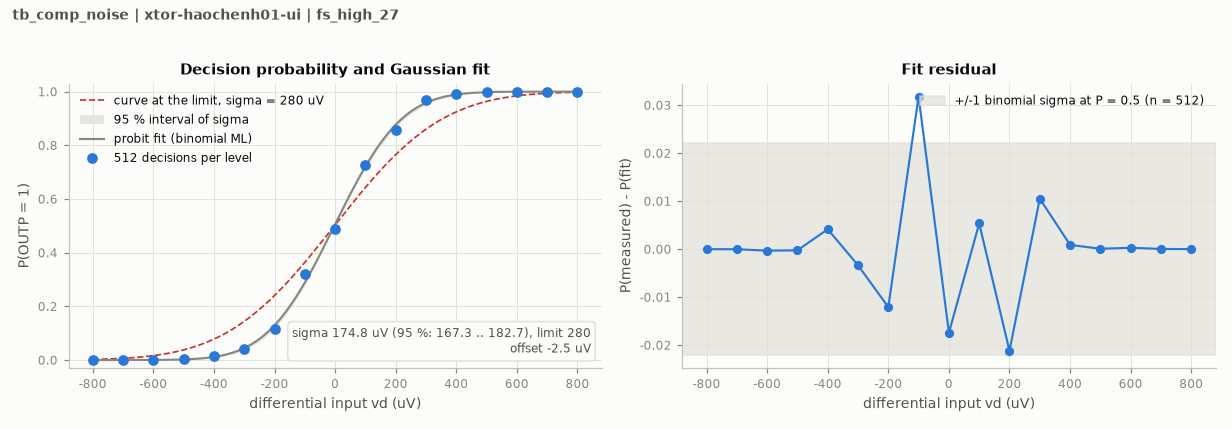 tb_comp_noise | xtor-haochenh01-ui | fs_high_27
Decision probability and Gaussian fit
P(OUTP = 1)
1.0
0.8
0.6
0.4
0.2
0.0
curve at the limit, sigma = 280 uV
95 % interval of sigma
probit fit (binomial ML)
512 decisions per level
sigma 174.8 uV (95 %: 167.3 .. 182.7), limit 280
offset -2.5 uV
-800 -600 -400 -200 0 200 400 600 800
differential input vd (uV)
Fit residual
P(measured) - P(fit)
0.03
0.02
0.01
0.00
-0.01
-0.02
+/-1 binomial sigma at P = 0.5 (n = 512)
-800 -600 -400 -200 0 200 400 600 800
differential input vd (uV)